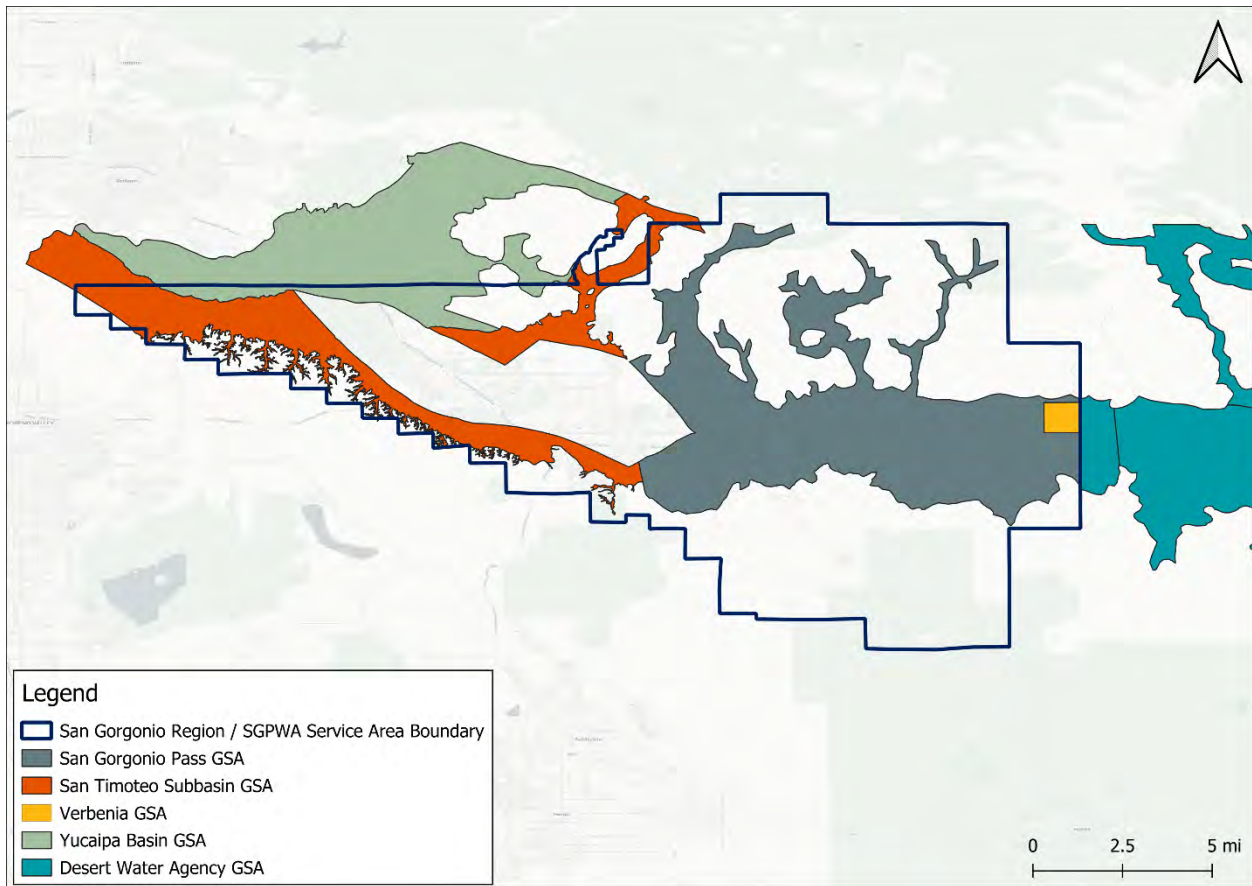 Legend
San Gorgonio Region / SGPWA Service Area Boundary
San Gorgonio Pass GSA
San Timoteo Subbasin GSA
Verbenia GSA
Yucaipa Basin GSA
Desert Water Agency GSA
0 2.5 5 mi